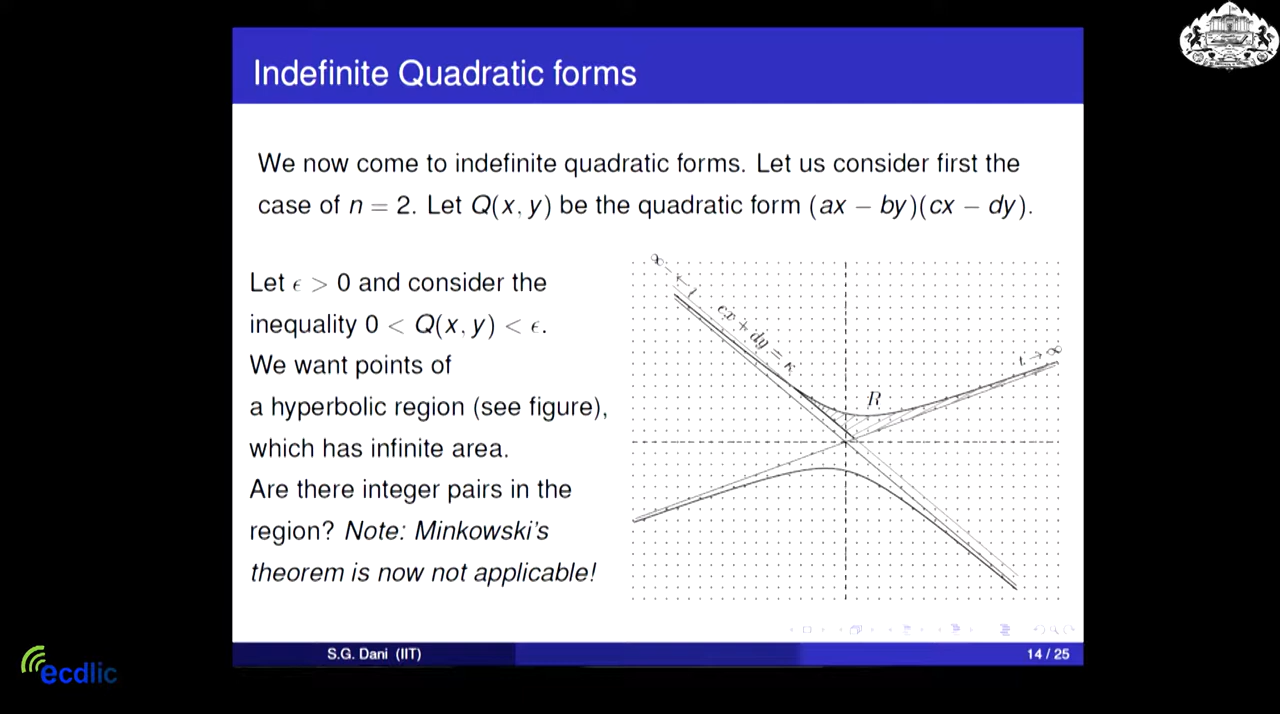 Indefinite Quadratic forms
We now come to indefinite quadratic forms. Let us consider first the
case of n = 2. Let Q(x, y) be the quadratic form (ax − by)(cx − dy).
Let ϵ > 0 and consider the
inequality 0 < Q(x, y) < ϵ.
We want points of
a hyperbolic region (see figure),
which has infinite area.
Are there integer pairs in the
region? Note: Minkowski's
theorem is now not applicable!
cx + dy = κ
R
t → ∞
S.G. Dani (IIT)
14 / 25
ecdlic